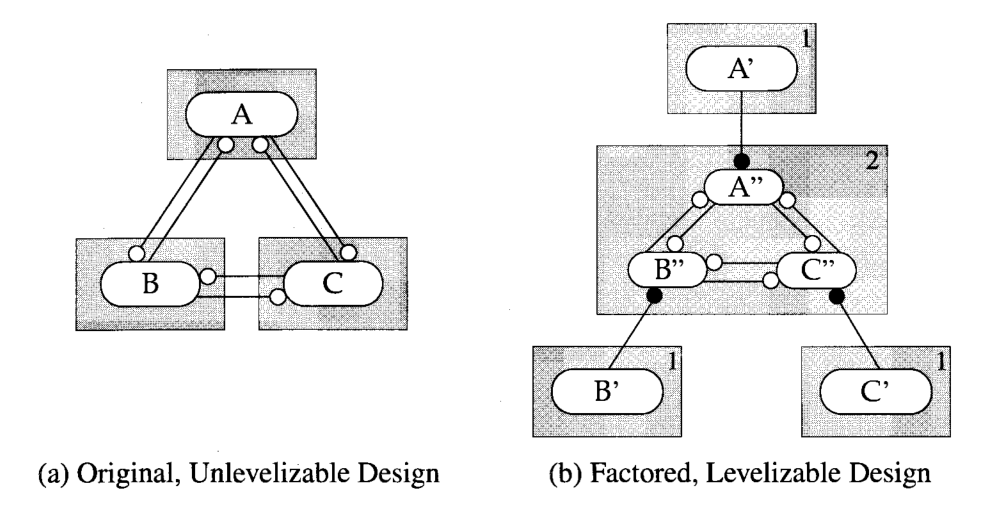 A
B
C
(a) Original, Unlevelizable Design
1
A'
2
A”
B”
C”
1
B'
1
C'
(b) Factored, Levelizable Design